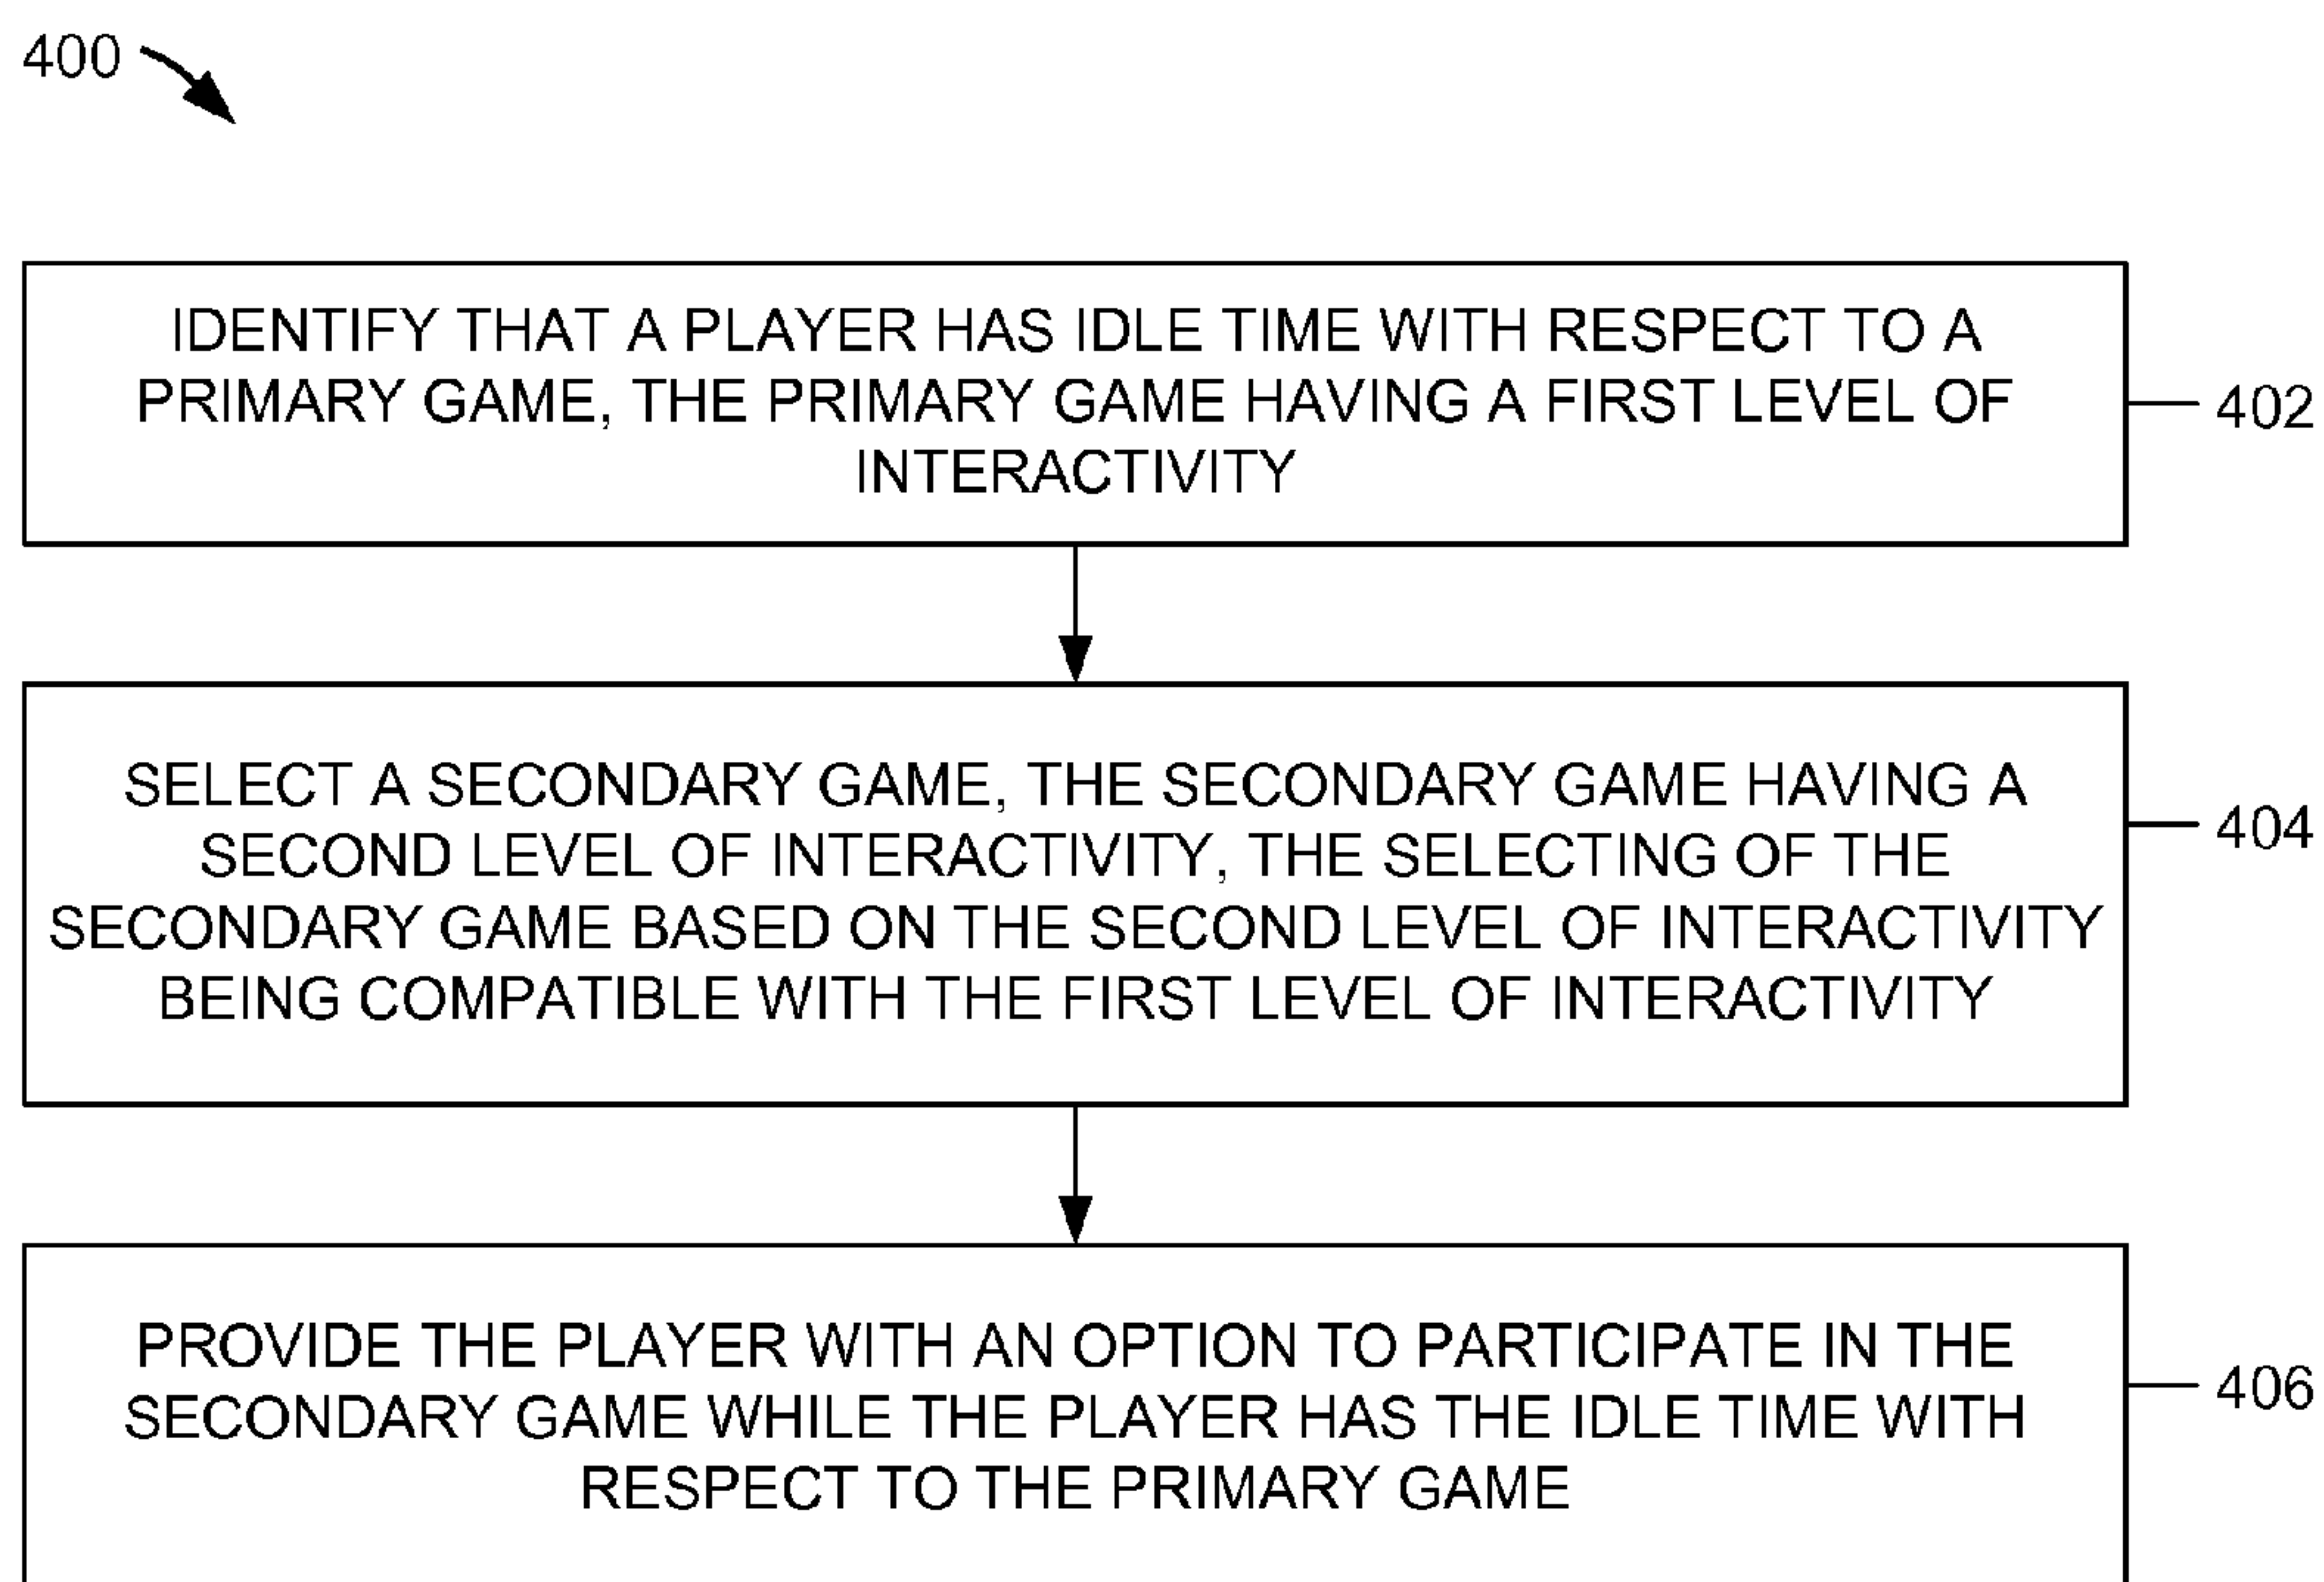 400
IDENTIFY THAT A PLAYER HAS IDLE TIME WITH RESPECT TO A
PRIMARY GAME, THE PRIMARY GAME HAVING A FIRST LEVEL OF
INTERACTIVITY
402
SELECT A SECONDARY GAME, THE SECONDARY GAME HAVING A
SECOND LEVEL OF INTERACTIVITY, THE SELECTING OF THE
SECONDARY GAME BASED ON THE SECOND LEVEL OF INTERACTIVITY
BEING COMPATIBLE WITH THE FIRST LEVEL OF INTERACTIVITY
404
PROVIDE THE PLAYER WITH AN OPTION TO PARTICIPATE IN THE
SECONDARY GAME WHILE THE PLAYER HAS THE IDLE TIME WITH
RESPECT TO THE PRIMARY GAME
406